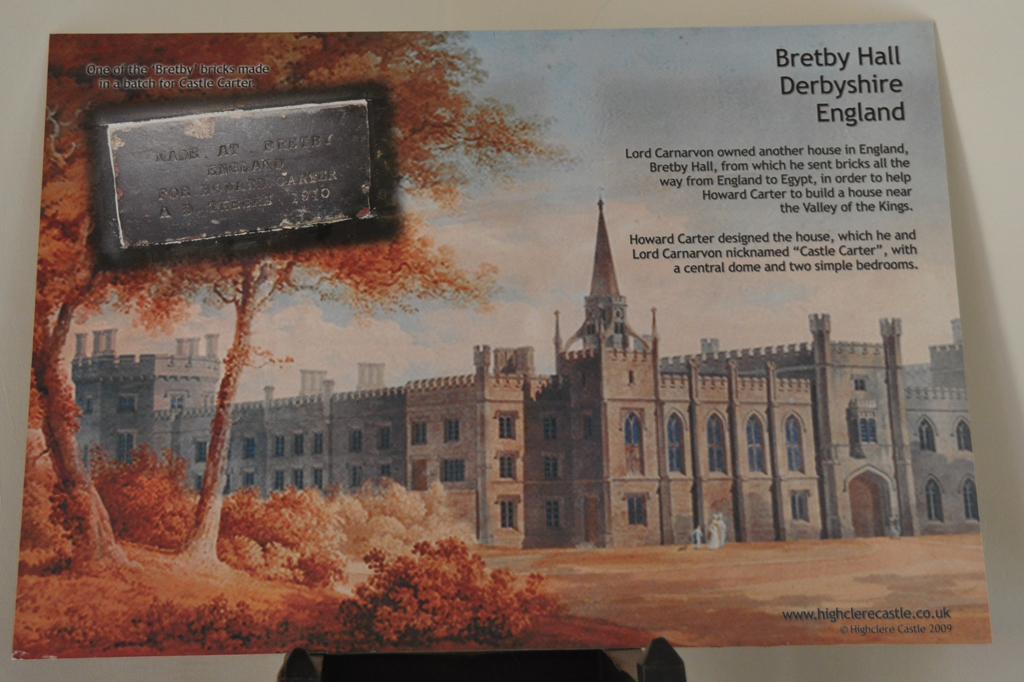 One of the 'Bretby' bricks made
in a batch for Castle Carter.
MADE AT BRETBY
ENGLAND
FOR HOWARD CARTER
A.D. THEBES 1910
Bretby Hall
Derbyshire
England
Lord Carnarvon owned another house in England,
Bretby Hall, from which he sent bricks all the
way from England to Egypt, in order to help
Howard Carter to build a house near
the Valley of the Kings.
Howard Carter designed the house, which he and
Lord Carnarvon nicknamed "Castle Carter", with
a central dome and two simple bedrooms.
www.highclerecastle.co.uk
© Highclere Castle 2009